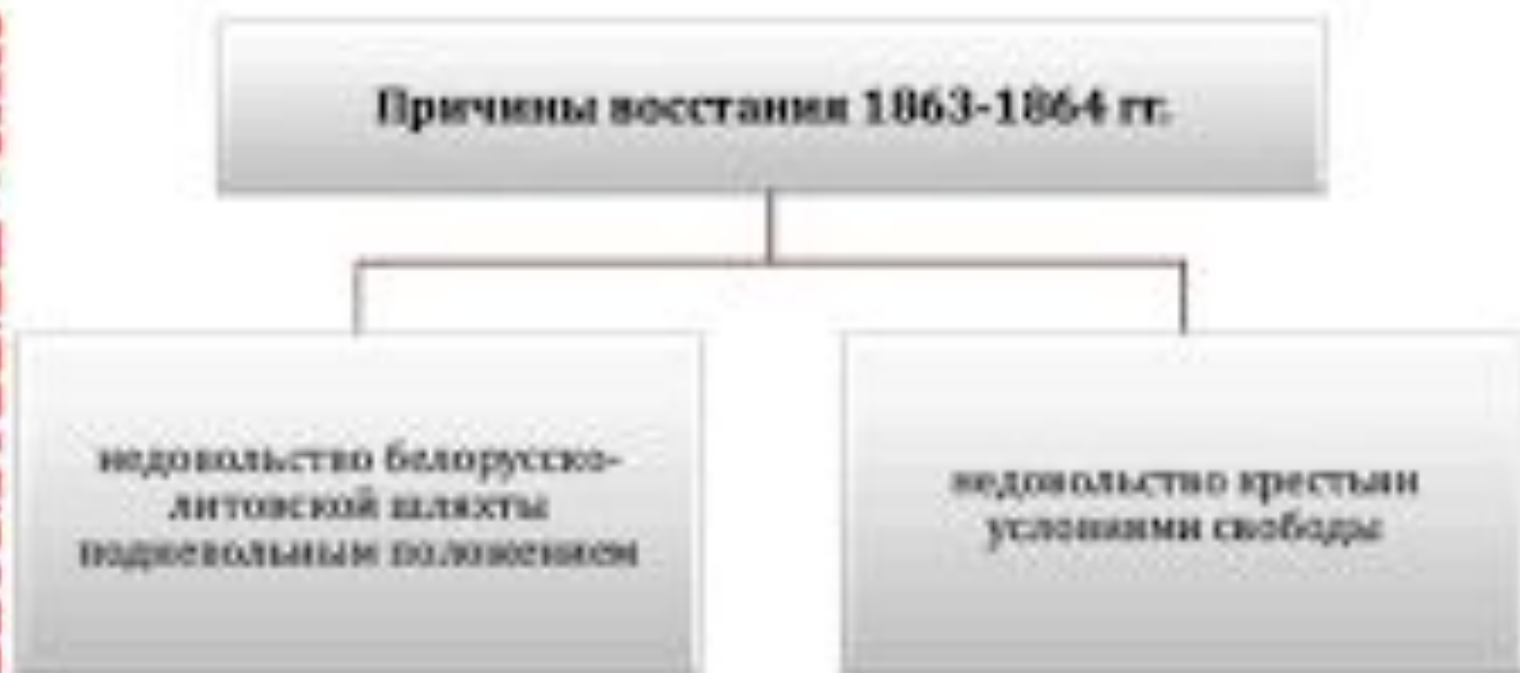 Причины восстания 1863-1864 гг.
недовольство белорусско-
литовской шляхты
подневольным положением
недовольство крестьян
условиями свободы